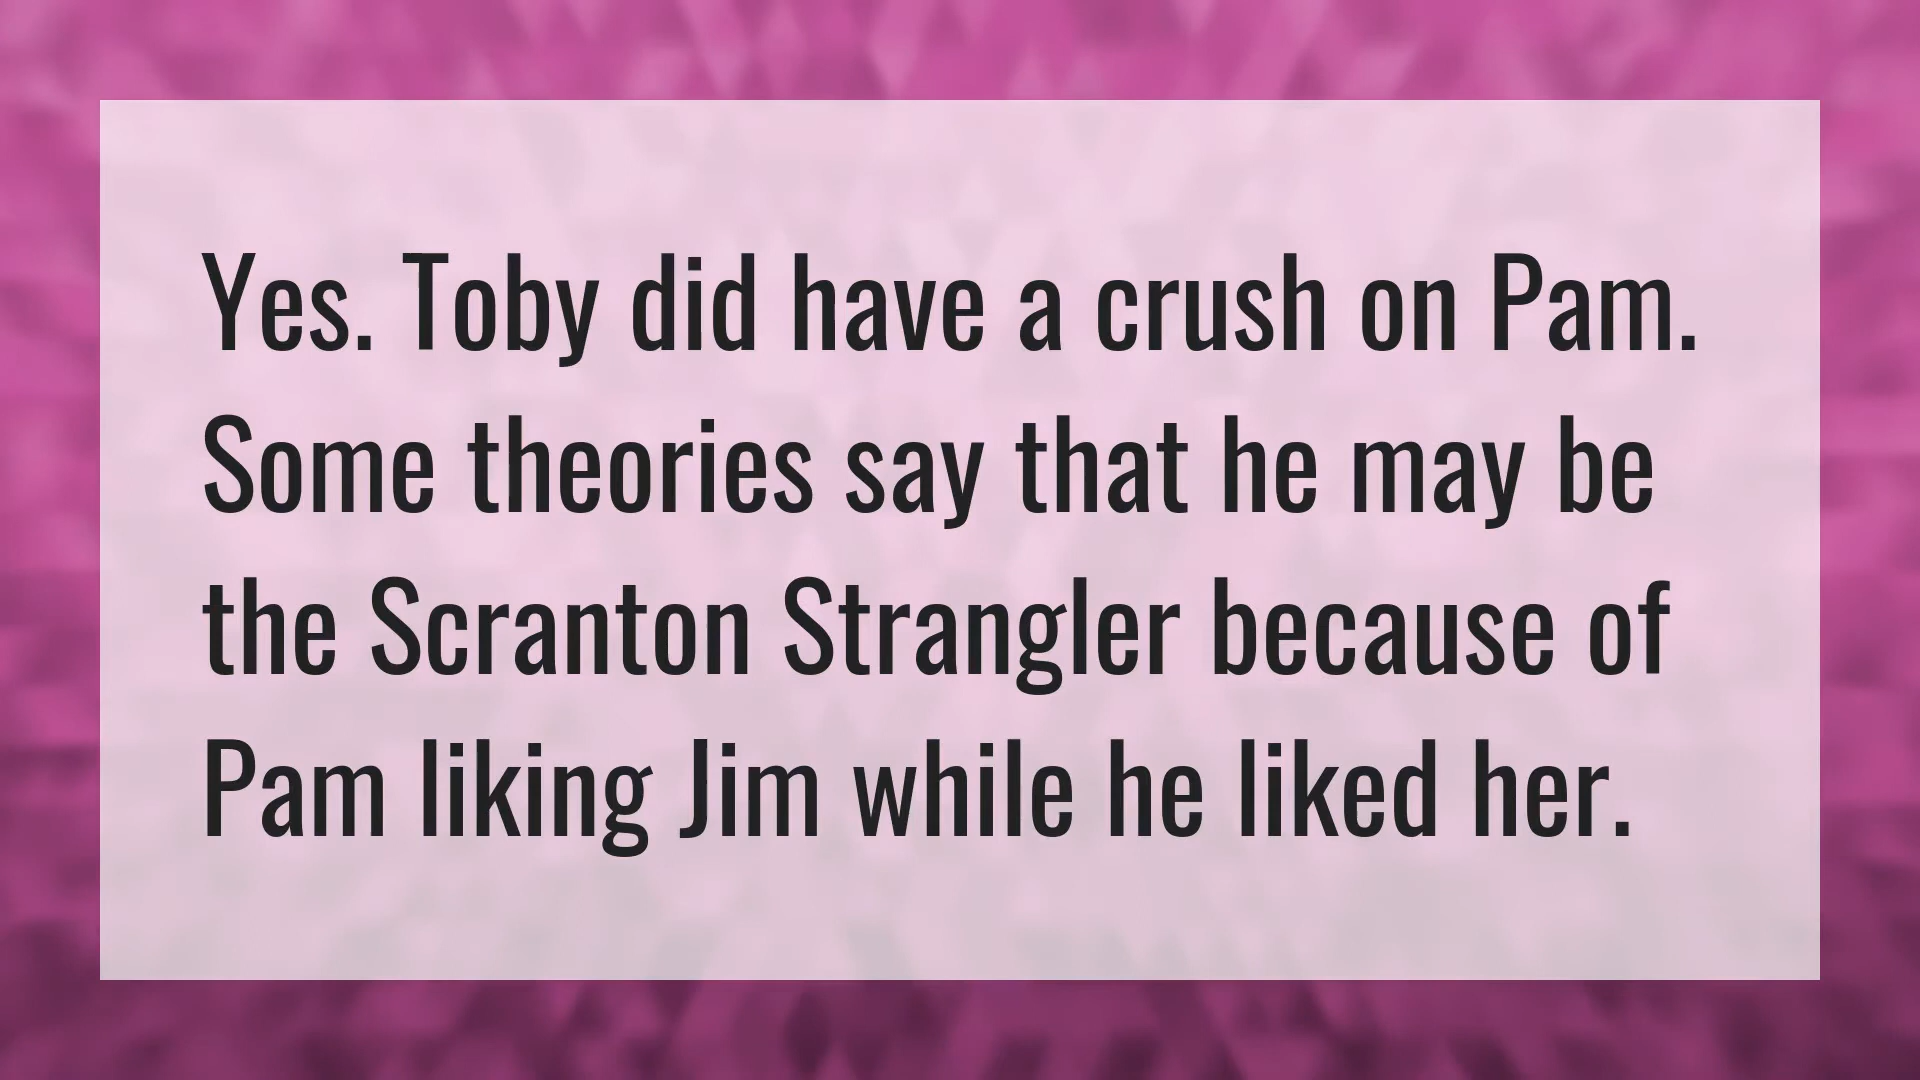 Yes. Toby did have a crush on Pam.
Some theories say that he may be
the Scranton Strangler because of
Pam liking Jim while he liked her.